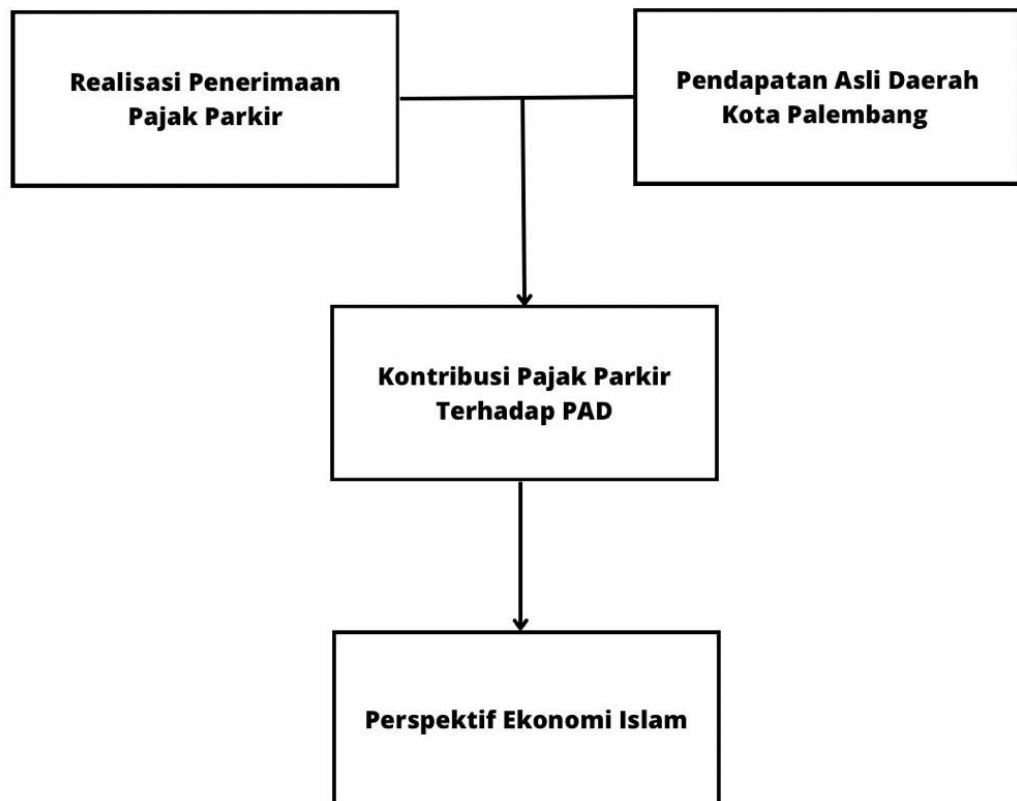 Realisasi Penerimaan
Pajak Parkir
Pendapatan Asli Daerah
Kota Palembang
Kontribusi Pajak Parkir
Terhadap PAD
Perspektif Ekonomi Islam